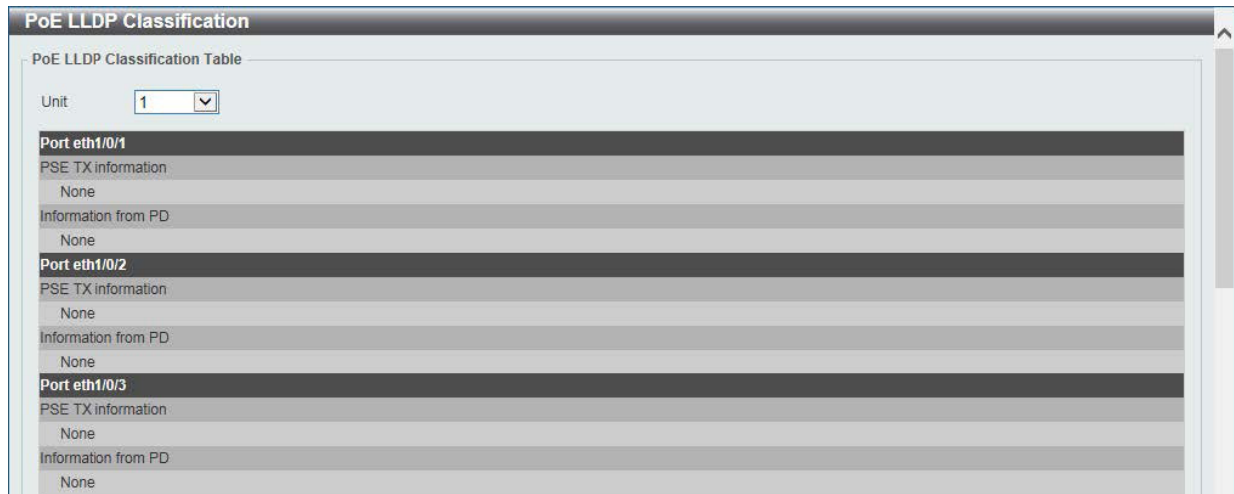 PoE LLDP Classification
PoE LLDP Classification Table
Unit 1
Port eth1/0/1
PSE TX information
None
Information from PD
None
Port eth1/0/2
PSE TX information
None
Information from PD
None
Port eth1/0/3
PSE TX information
None
Information from PD
None